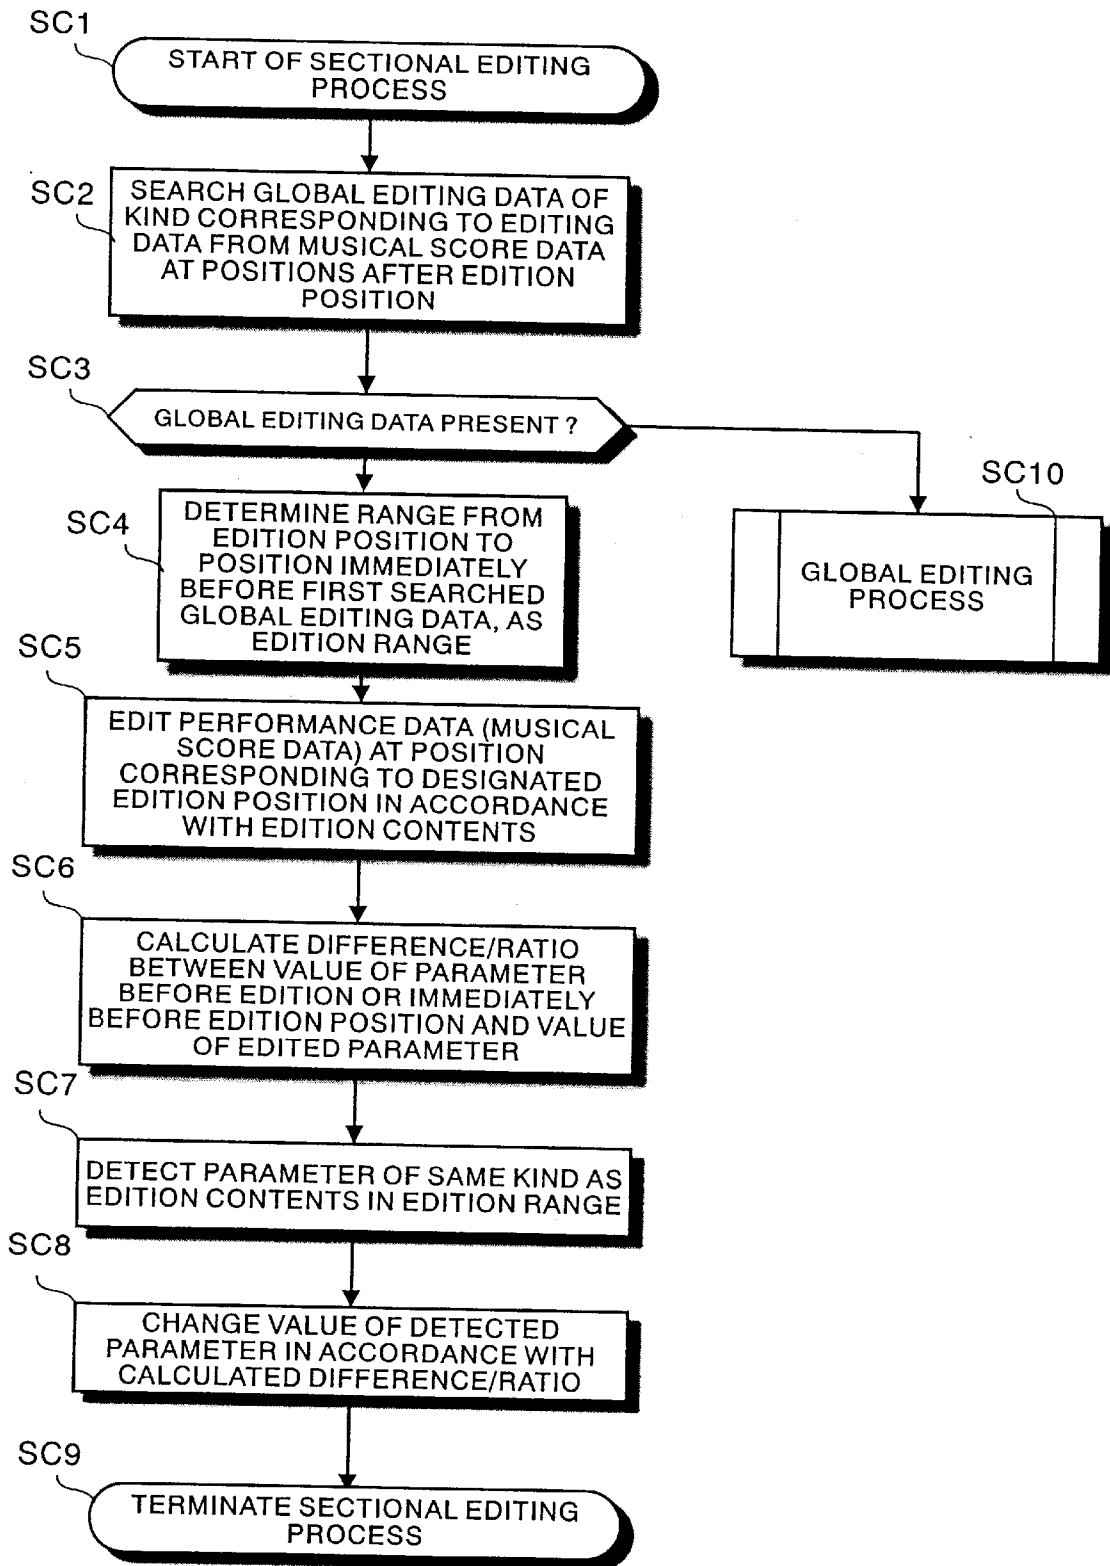 SC1
START OF SECTIONAL EDITING
PROCESS
SC2
SEARCH GLOBAL EDITING DATA OF
KIND CORRESPONDING TO EDITING
DATA FROM MUSICAL SCORE DATA
AT POSITIONS AFTER EDITION
POSITION
SC3
GLOBAL EDITING DATA PRESENT ?
SC4
DETERMINE RANGE FROM
EDITION POSITION TO
POSITION IMMEDIATELY
BEFORE FIRST SEARCHED
GLOBAL EDITING DATA, AS
EDITION RANGE
SC10
GLOBAL EDITING
PROCESS
SC5
EDIT PERFORMANCE DATA (MUSICAL
SCORE DATA) AT POSITION
CORRESPONDING TO DESIGNATED
EDITION POSITION IN ACCORDANCE
WITH EDITION CONTENTS
SC6
CALCULATE DIFFERENCE/RATIO
BETWEEN VALUE OF PARAMETER
BEFORE EDITION OR IMMEDIATELY
BEFORE EDITION POSITION AND VALUE
OF EDITED PARAMETER
SC7
DETECT PARAMETER OF SAME KIND AS
EDITION CONTENTS IN EDITION RANGE
SC8
CHANGE VALUE OF DETECTED
PARAMETER IN ACCORDANCE WITH
CALCULATED DIFFERENCE/RATIO
SC9
TERMINATE SECTIONAL EDITING
PROCESS